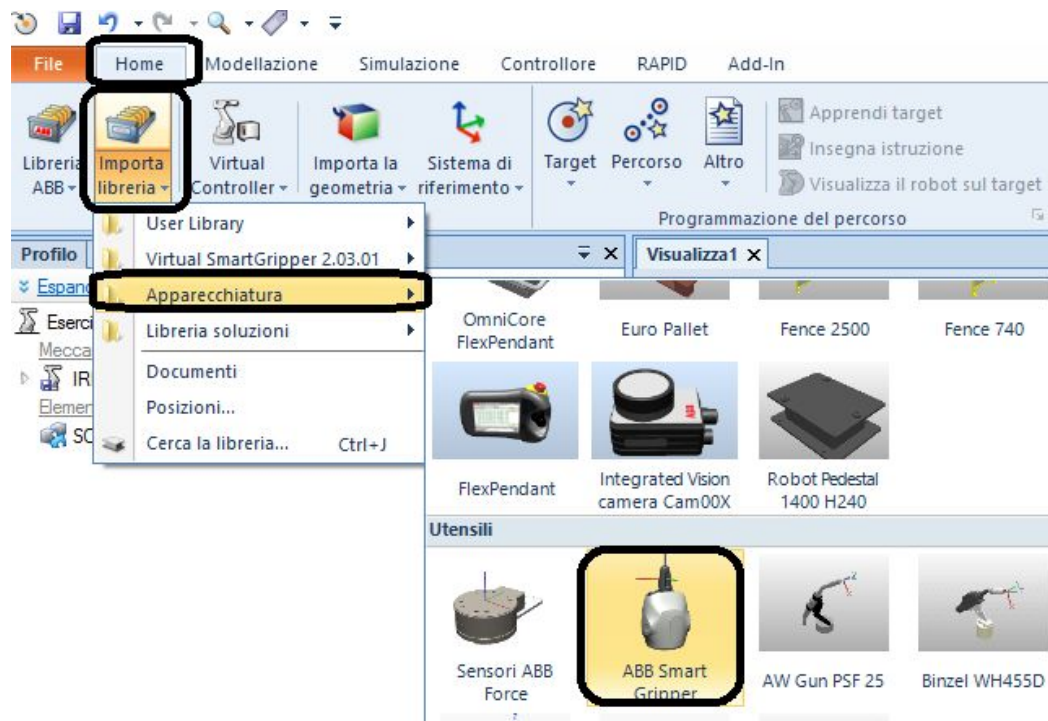 File Home Modellazione Simulazione Controllore RAPID Add-In
Libreria ABB
Importa libreria
Virtual Controller
Importa la geometria
Sistema di riferimento
Target
Percorso
Altro
Apprendi target
Insegna istruzione
Visualizza il robot sul target
Programmazione del percorso
User Library
Virtual SmartGripper 2.03.01
Apparecchiatura
Libreria soluzioni
Documenti
Posizioni...
Cerca la libreria... Ctrl+J
Profilo
Visualizza1
OmniCore FlexPendant
Euro Pallet
Fence 2500
Fence 740
FlexPendant
Integrated Vision camera Cam00X
Robot Pedestal 1400 H240
Utensili
Sensori ABB Force
ABB Smart Gripper
AW Gun PSF 25
Binzel WH455D